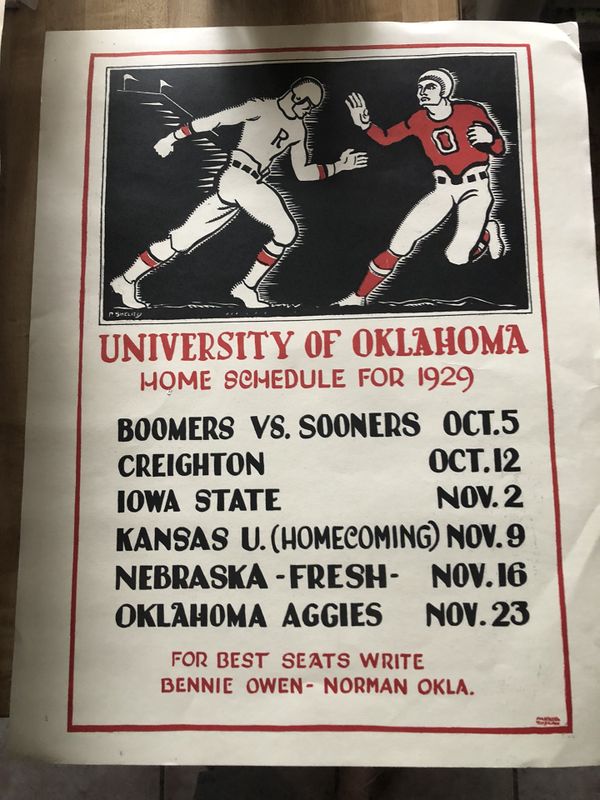 R
O
P. SHELBY
UNIVERSITY OF OKLAHOMA
HOME SCHEDULE FOR 1929
BOOMERS VS. SOONERS OCT. 5
CREIGHTON OCT. 12
IOWA STATE NOV. 2
KANSAS U. (HOMECOMING) NOV. 9
NEBRASKA -FRESH- NOV. 16
OKLAHOMA AGGIES NOV. 23
FOR BEST SEATS WRITE
BENNIE OWEN- NORMAN OKLA.